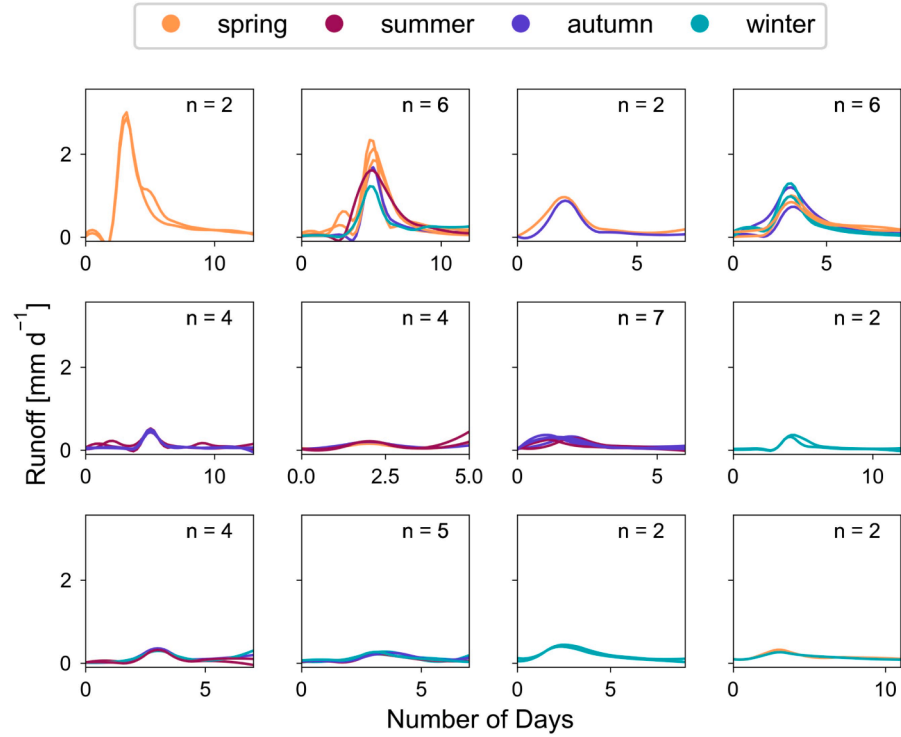 spring summer autumn winter
n = 2 n = 6 n = 2 n = 6
2
0
0 10 0 10 0 5 0 5
Runoff [mm d⁻¹]
n = 4 n = 4 n = 7 n = 2
2
0
0 10 0.0 2.5 5.0 0 5 0 10
n = 4 n = 5 n = 2 n = 2
2
0
0 5 0 5 0 5 0 10
Number of Days